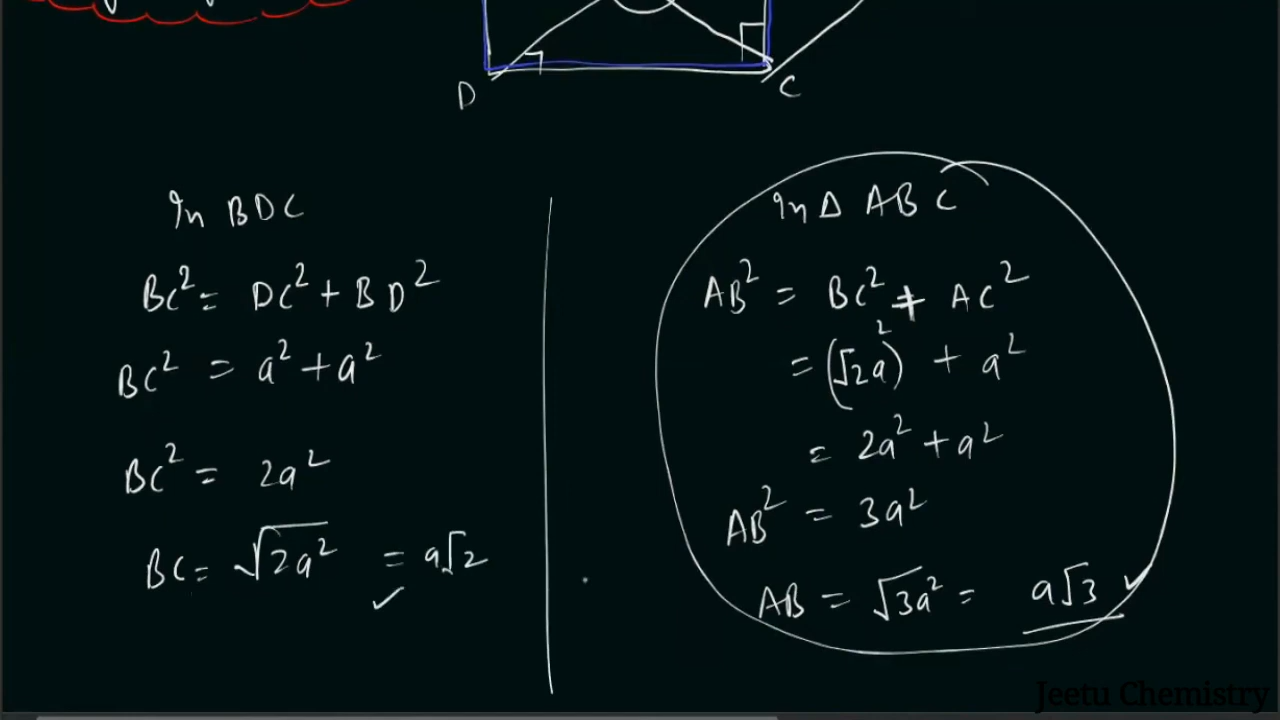 D
C
In BDC
BC² = DC² + BD²
BC² = a² + a²
BC² = 2a²
BC = √2a² = a√2
In Δ ABC
AB² = BC² + AC²
= (√2a)² + a²
= 2a² + a²
AB² = 3a²
AB = √3a² = a√3
Jeetu Chemistry